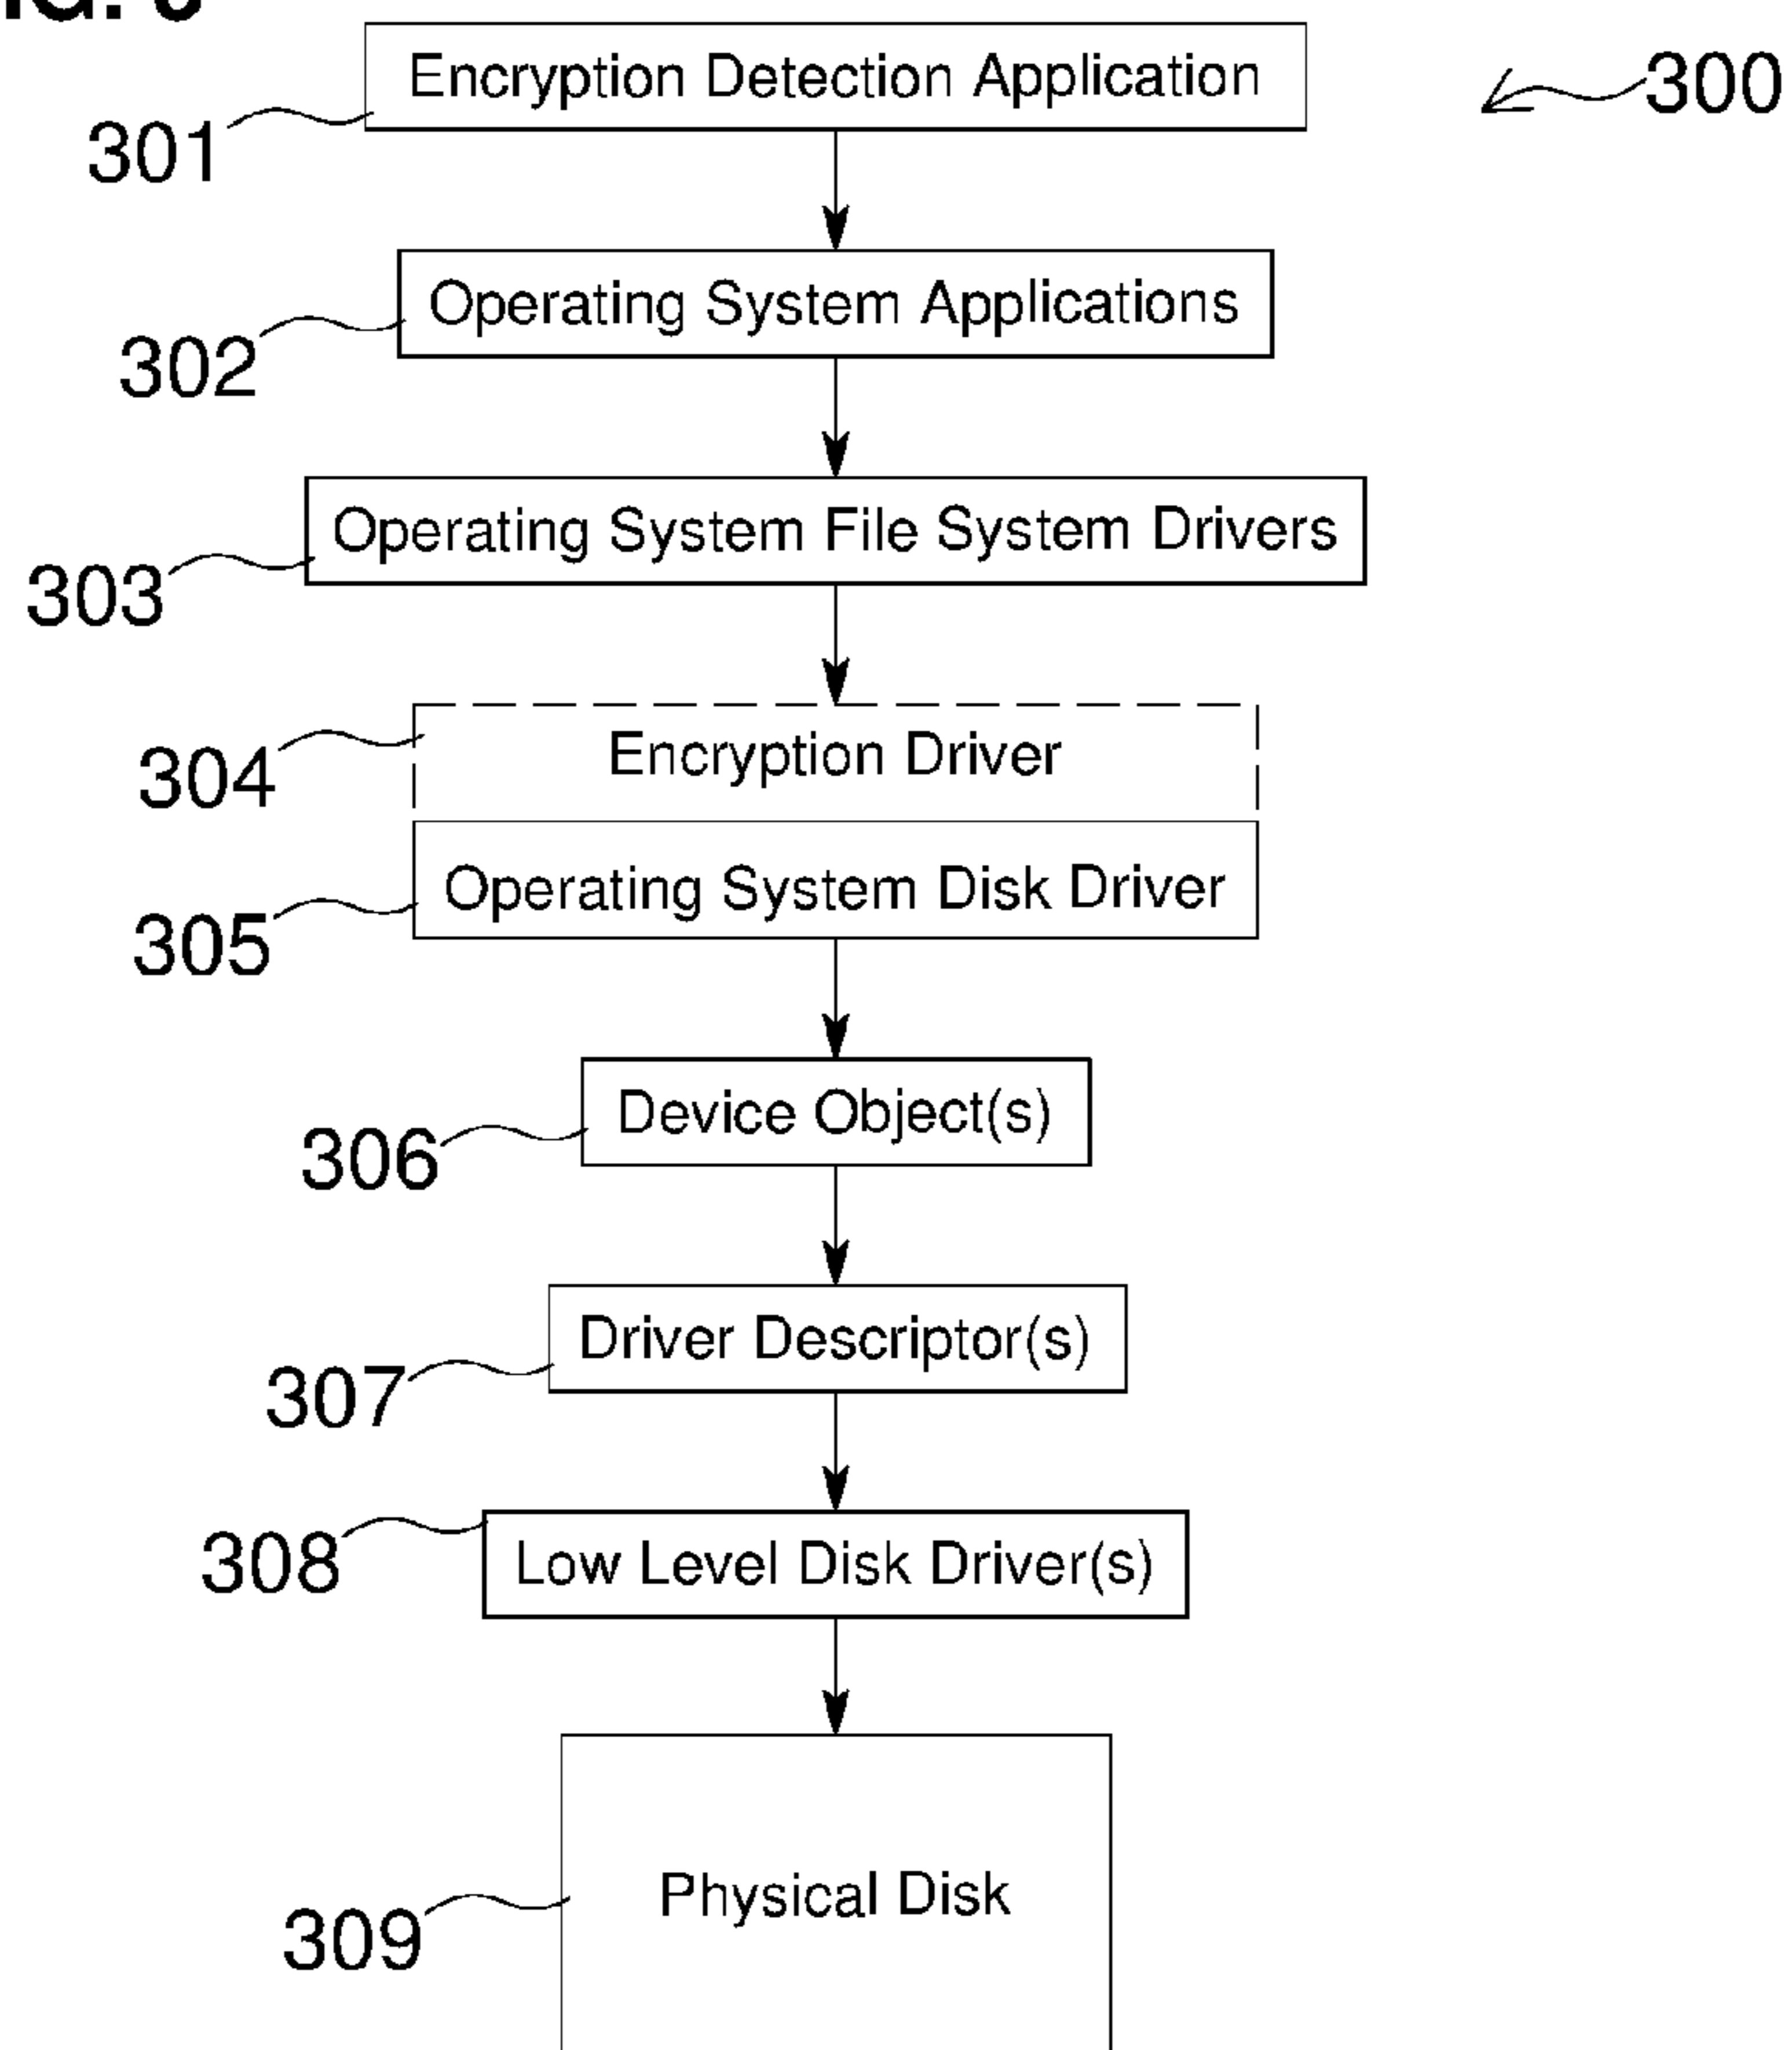 Encryption Detection Application
300
301
Operating System Applications
302
Operating System File System Drivers
303
Encryption Driver
304
Operating System Disk Driver
305
Device Object(s)
306
Driver Descriptor(s)
307
Low Level Disk Driver(s)
308
Physical Disk
309